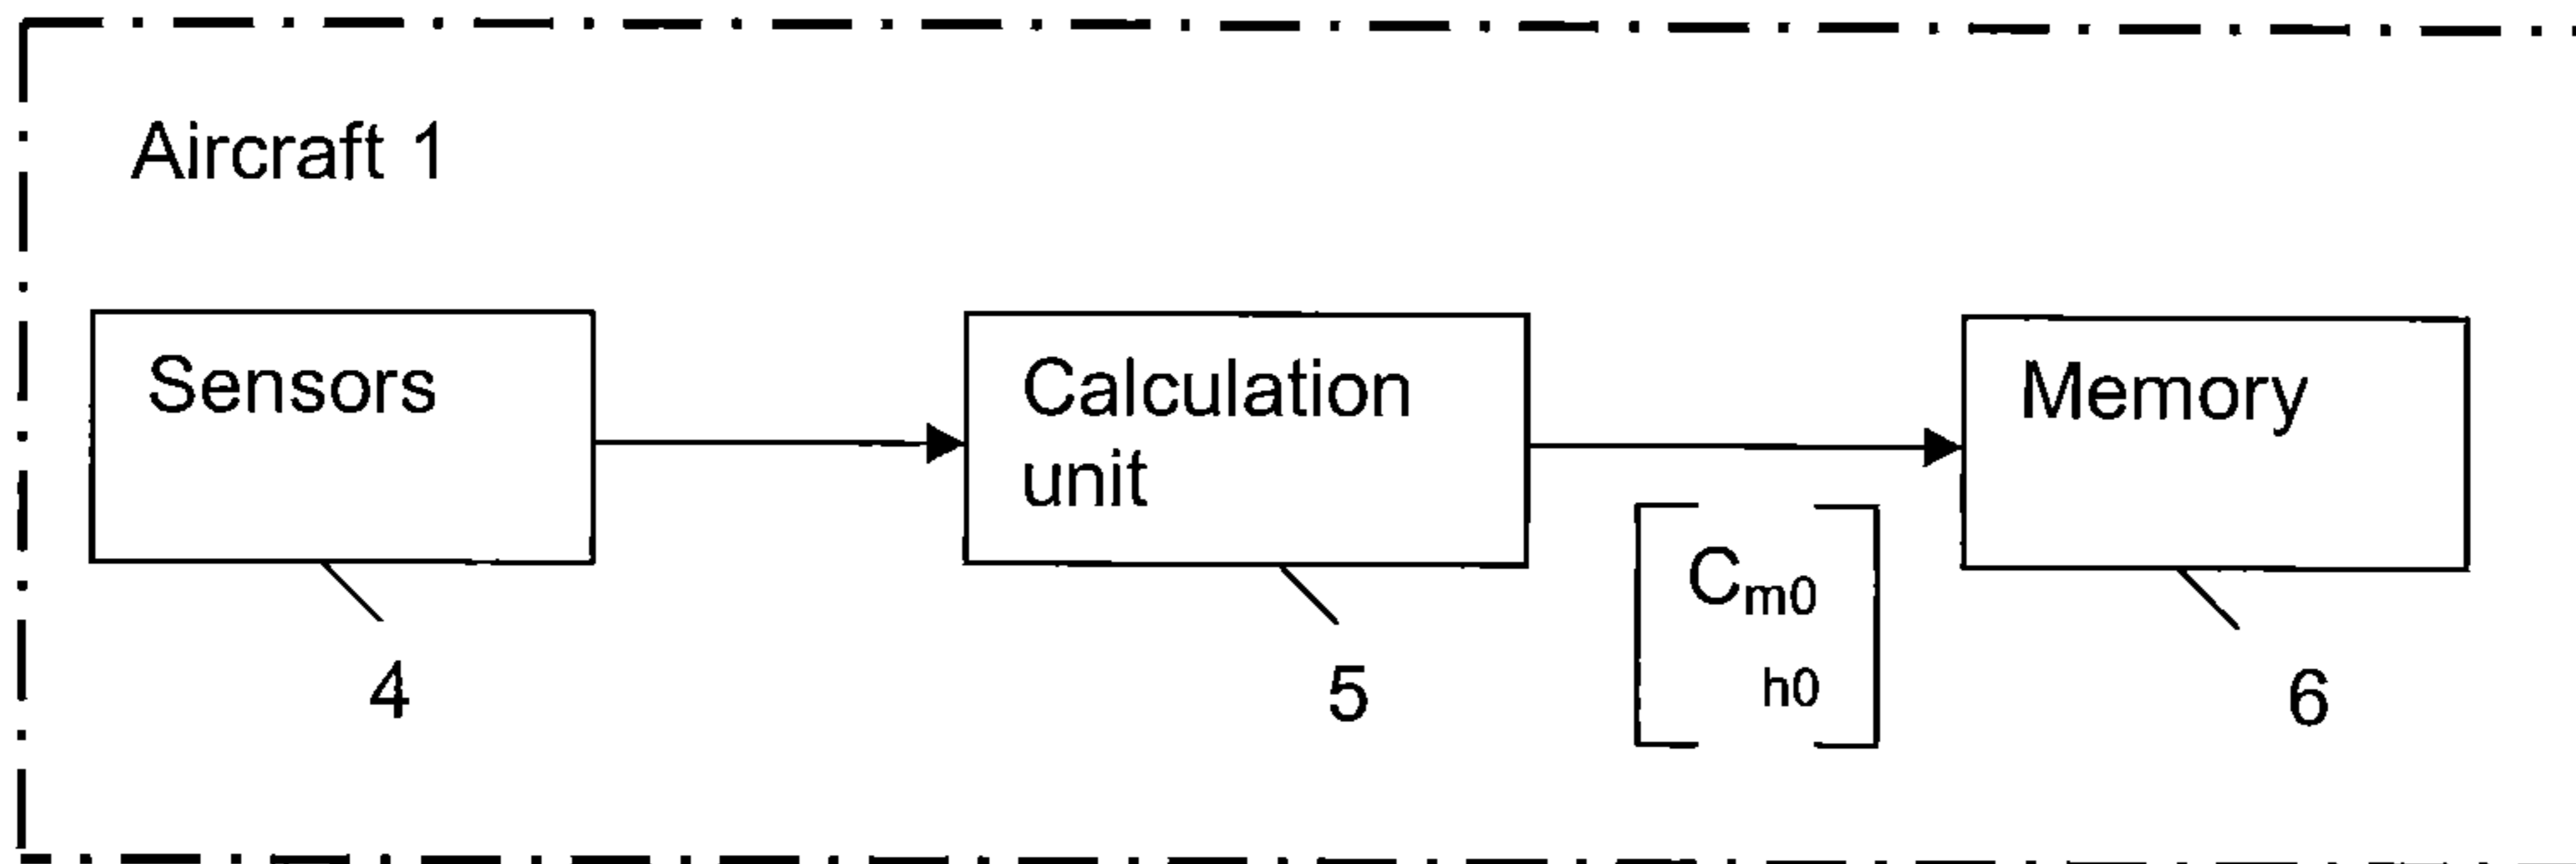 Aircraft 1
Sensors
Calculation
unit
Memory
C_m0
h0
4
5
6